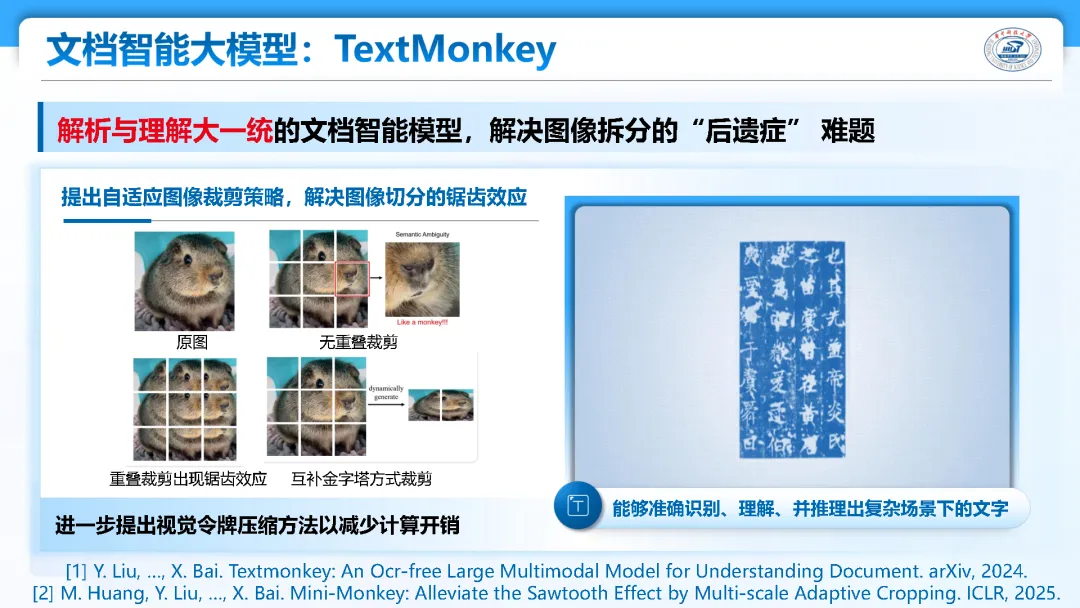 文档智能大模型：TextMonkey
解析与理解大一统的文档智能模型，解决图像拆分的“后遗症” 难题
提出自适应图像裁剪策略，解决图像切分的锯齿效应
Semantic Ambiguity
Like a monkey!!!
原图
无重叠裁剪
dynamically
generate
重叠裁剪出现锯齿效应
互补金字塔方式裁剪
进一步提出视觉令牌压缩方法以减少计算开销
能够准确识别、理解、并推理出复杂场景下的文字
[1] Y. Liu, …, X. Bai. Textmonkey: An Ocr-free Large Multimodal Model for Understanding Document. arXiv, 2024.
[2] M. Huang, Y. Liu, …, X. Bai. Mini-Monkey: Alleviate the Sawtooth Effect by Multi-scale Adaptive Cropping. ICLR, 2025.